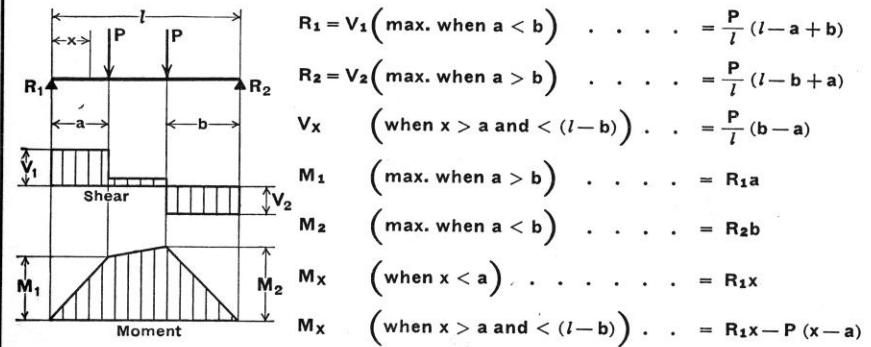 l
x P P
R₁ R₂
a b
V₁
Shear V₂
M₁ M₂
Moment
R₁ = V₁ (max. when a < b) . . . . = P/l (l − a + b)
R₂ = V₂ (max. when a > b) . . . . = P/l (l − b + a)
Vx (when x > a and < (l − b)) . . = P/l (b − a)
M₁ (max. when a > b) . . . . = R₁a
M₂ (max. when a < b) . . . . = R₂b
Mx (when x < a) . . . . . . = R₁x
Mx (when x > a and < (l − b)) . . = R₁x − P (x − a)